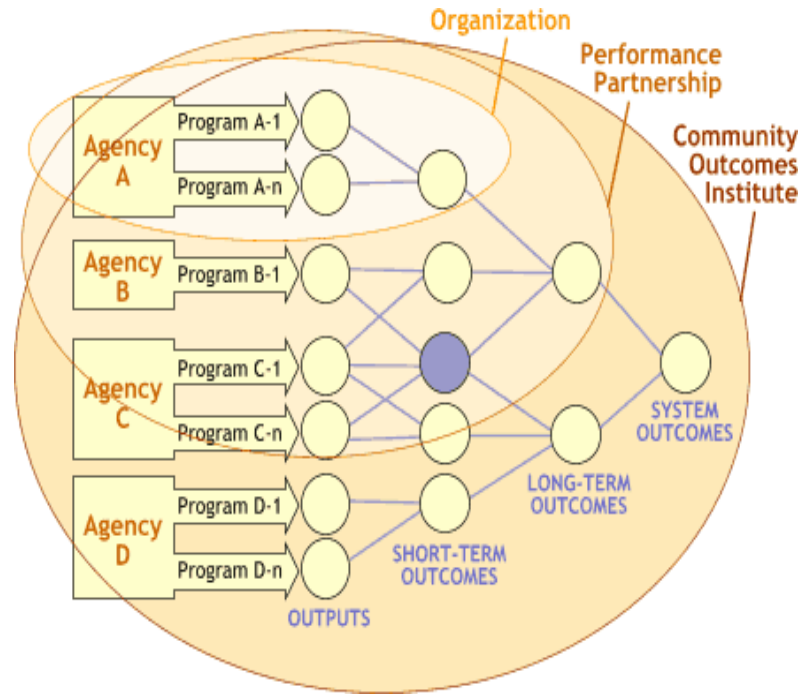 Organization
Performance
Partnership
Community
Outcomes
Institute
Agency
A
Program A-1
Program A-n
Agency
B
Program B-1
Agency
C
Program C-1
Program C-n
Agency
D
Program D-1
Program D-n
OUTPUTS
SHORT-TERM
OUTCOMES
LONG-TERM
OUTCOMES
SYSTEM
OUTCOMES